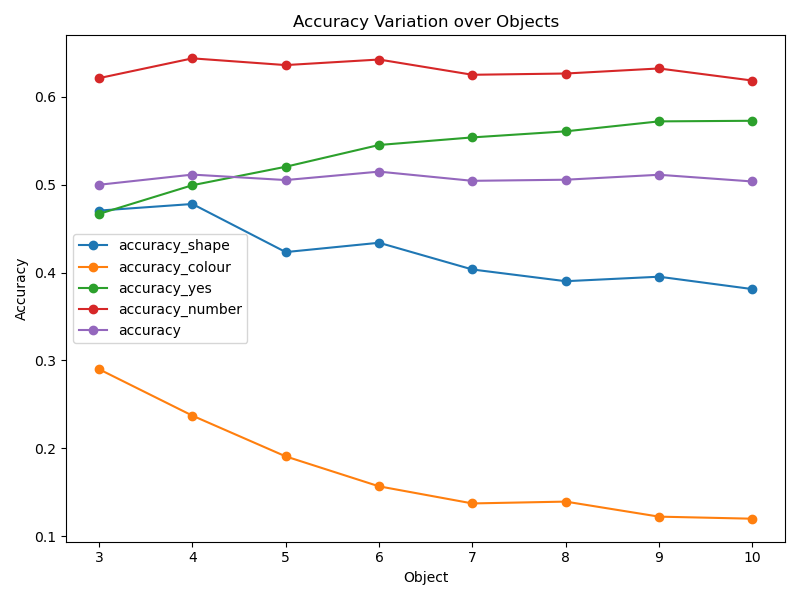 Accuracy Variation over Objects
Accuracy
0.6
0.5
0.4
0.3
0.2
0.1
accuracy_shape
accuracy_colour
accuracy_yes
accuracy_number
accuracy
3 4 5 6 7 8 9 10
Object